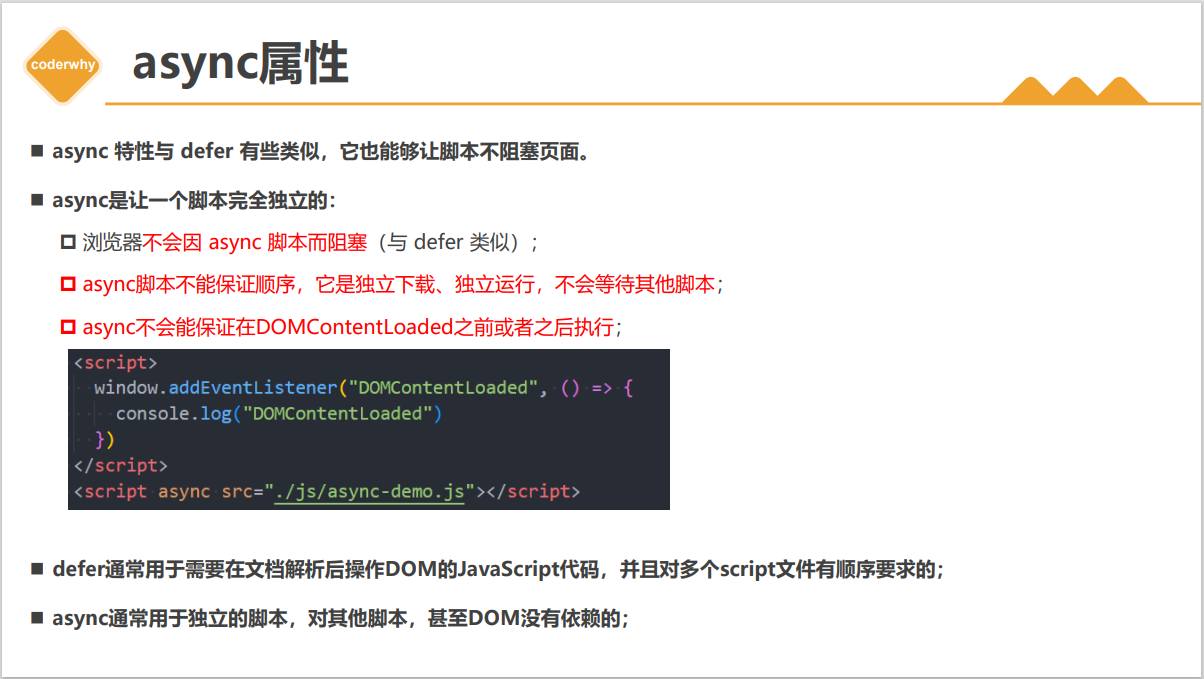 coderwhy
async属性
async 特性与 defer 有些类似，它也能够让脚本不阻塞页面。
async是让一个脚本完全独立的：
浏览器不会因 async 脚本而阻塞（与 defer 类似）；
async脚本不能保证顺序，它是独立下载、独立运行，不会等待其他脚本；
async不会能保证在DOMContentLoaded之前或者之后执行；
<script>
window.addEventListener("DOMContentLoaded", () => {
console.log("DOMContentLoaded")
})
</script>
<script async src="./js/async-demo.js"></script>
defer通常用于需要在文档解析后操作DOM的JavaScript代码，并且对多个script文件有顺序要求的；
async通常用于独立的脚本，对其他脚本，甚至DOM没有依赖的；